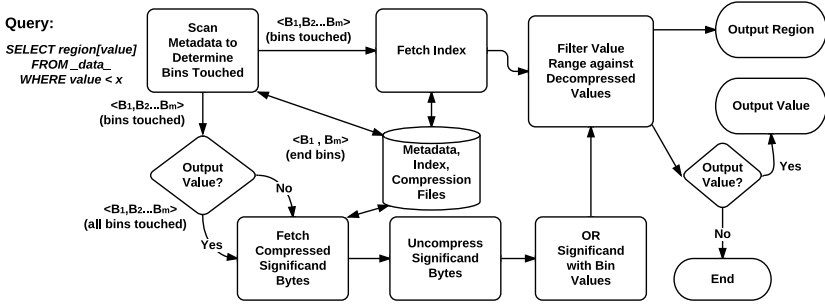 Query:
SELECT region[value]
FROM _data_
WHERE value < x
Scan
Metadata to
Determine
Bins Touched
<B1,B2...Bm>
(bins touched)
Fetch Index
Filter Value
Range against
Decompressed
Values
Output Region
Output Value
<B1,B2...Bm>
(bins touched)
<B1 , Bm>
(end bins)
Metadata,
Index,
Compression
Files
Output
Value?
No
<B1,B2...Bm>
(all bins touched)
Yes
Fetch
Compressed
Significand
Bytes
Uncompress
Significand
Bytes
OR
Significand
with Bin
Values
Output
Value?
Yes
No
End